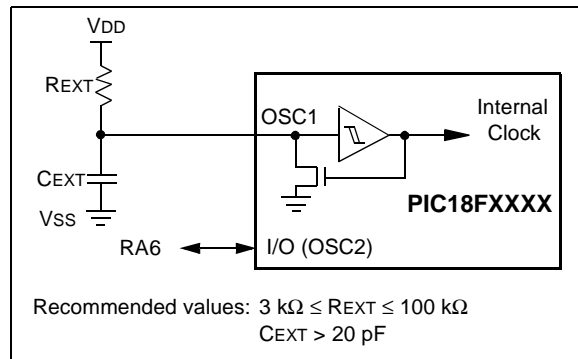 VDD
REXT
OSC1
Internal
Clock
CEXT
PIC18FXXXX
VSS
RA6
I/O (OSC2)
Recommended values: 3 kΩ ≤ REXT ≤ 100 kΩ
CEXT > 20 pF